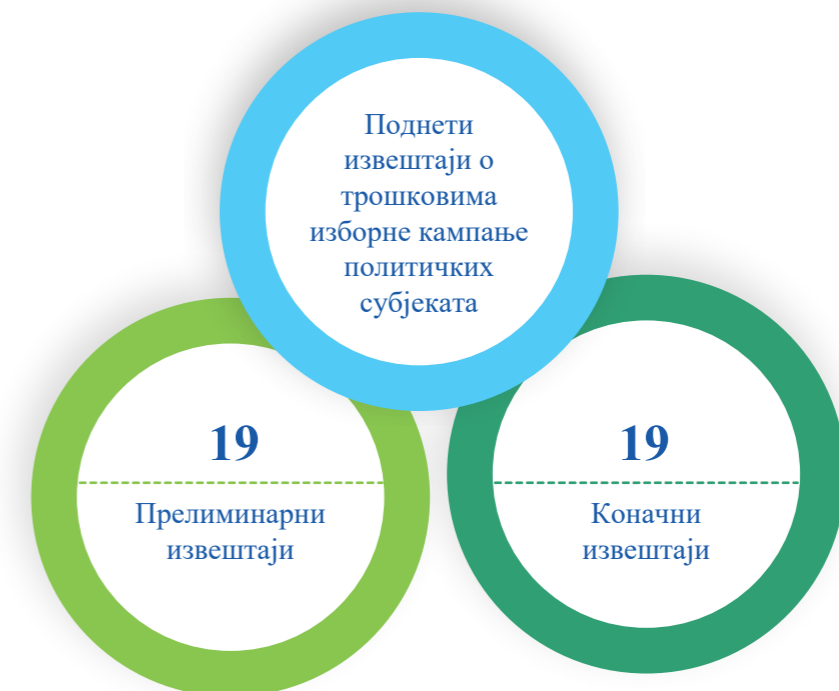 Поднети
извештаји о
трошковима
изборне кампање
политичких
субјеката
19
Прелиминарни
извештаји
19
Коначни
извештаји